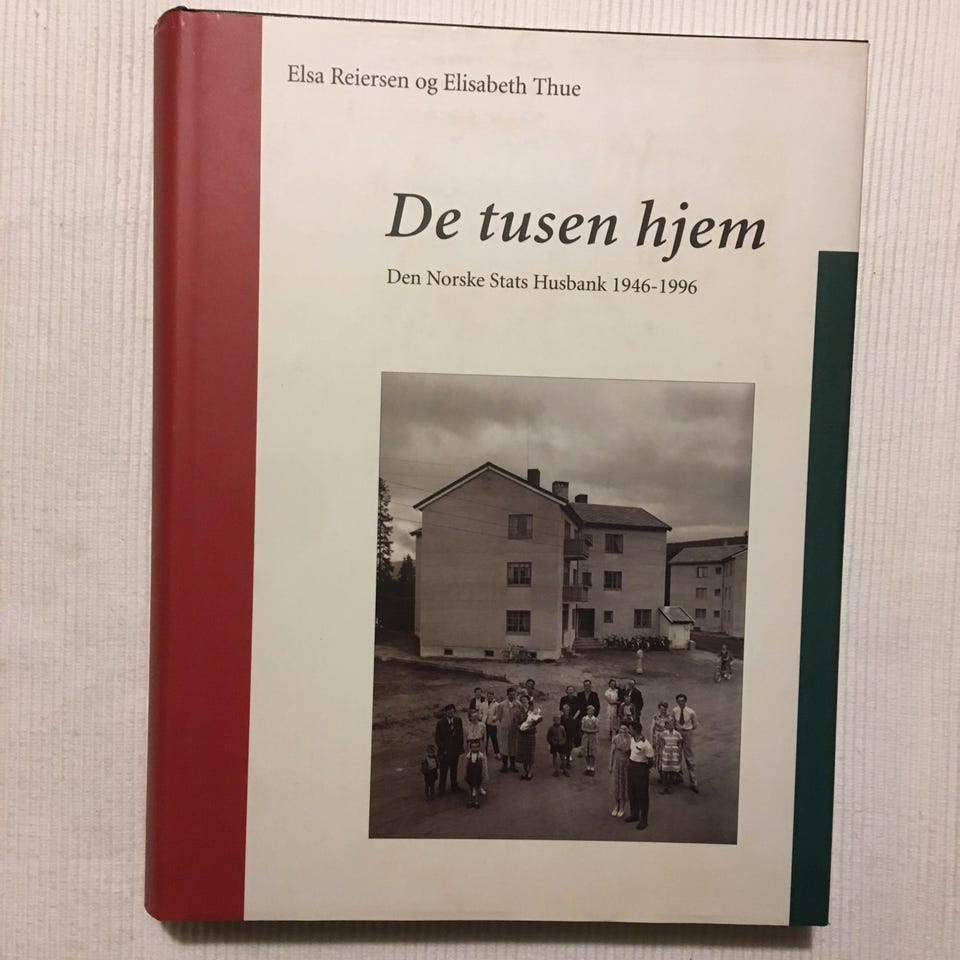 Elsa Reiersen og Elisabeth Thue
De tusen hjem
Den Norske Stats Husbank 1946-1996